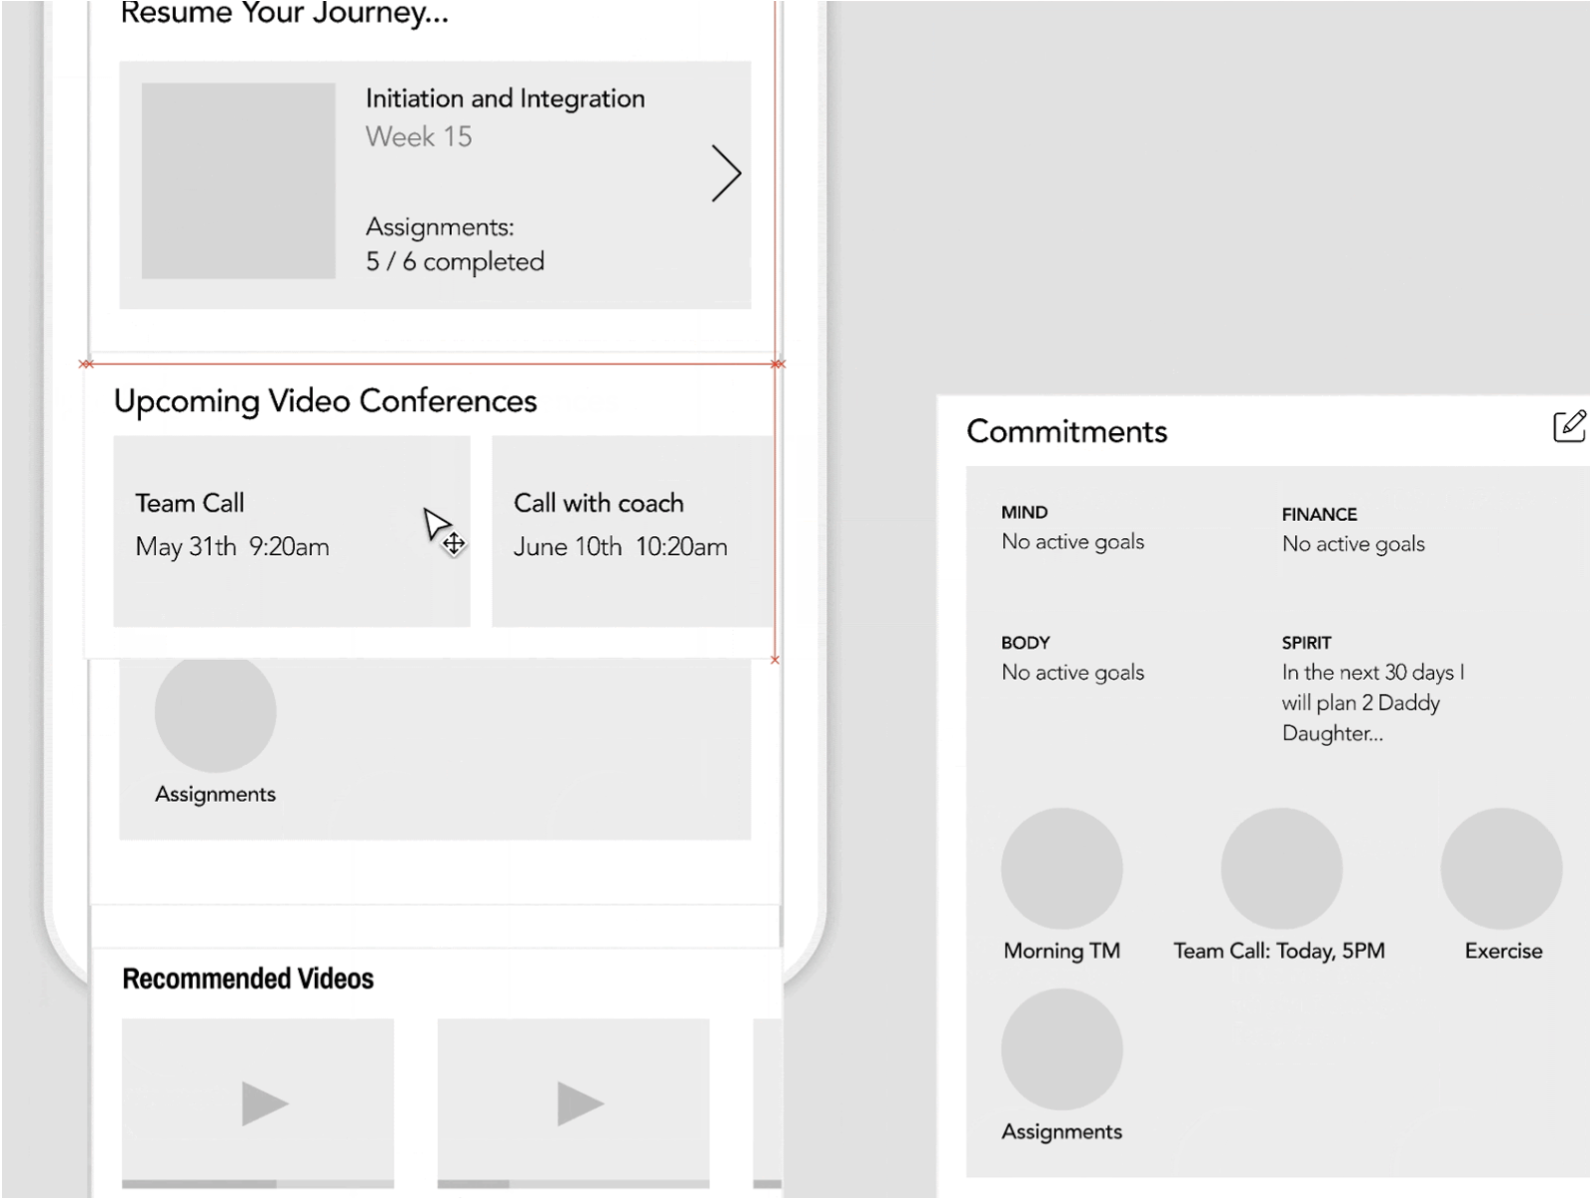 Resume Your Journey...
Initiation and Integration
Week 15
Assignments:
5 / 6 completed
Upcoming Video Conferences
Team Call
May 31th 9:20am
Call with coach
June 10th 10:20am
Assignments
Recommended Videos
Commitments
MIND
No active goals
FINANCE
No active goals
BODY
No active goals
SPIRIT
In the next 30 days I
will plan 2 Daddy
Daughter...
Morning TM
Team Call: Today, 5PM
Exercise
Assignments